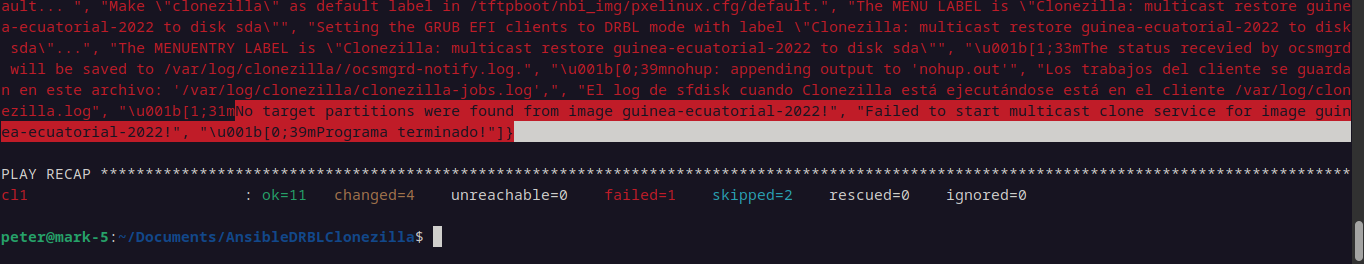 ault... ", "Make \"clonezilla\" as default label in /tftpboot/nbi_img/pxelinux.cfg/default.", "The MENU LABEL is \"Clonezilla: multicast restore guine
a-ecuatorial-2022 to disk sda\"", "Setting the GRUB EFI clients to DRBL mode with label \"Clonezilla: multicast restore guinea-ecuatorial-2022 to disk
 sda\"...", "The MENUENTRY LABEL is \"Clonezilla: multicast restore guinea-ecuatorial-2022 to disk sda\"", "\u001b[1;33mThe status recevied by ocsmgrd
 will be saved to /var/log/clonezilla//ocsmgrd-notify.log.", "\u001b[0;39mnohup: appending output to 'nohup.out'", "Los trabajos del cliente se guarda
n en este archivo: '/var/log/clonezilla/clonezilla-jobs.log',", "El log de sfdisk cuando Clonezilla está ejecutándose está en el cliente /var/log/clon
ezilla.log", "\u001b[1;31mNo target partitions were found from image guinea-ecuatorial-2022!", "Failed to start multicast clone service for image guin
ea-ecuatorial-2022!", "\u001b[0;39mPrograma terminado!"]}
PLAY RECAP *********************************************************************************************************************************************
cl1                        : ok=11   changed=4    unreachable=0    failed=1    skipped=2    rescued=0    ignored=0
peter@mark-5:~/Documents/AnsibleDRBLClonezilla$